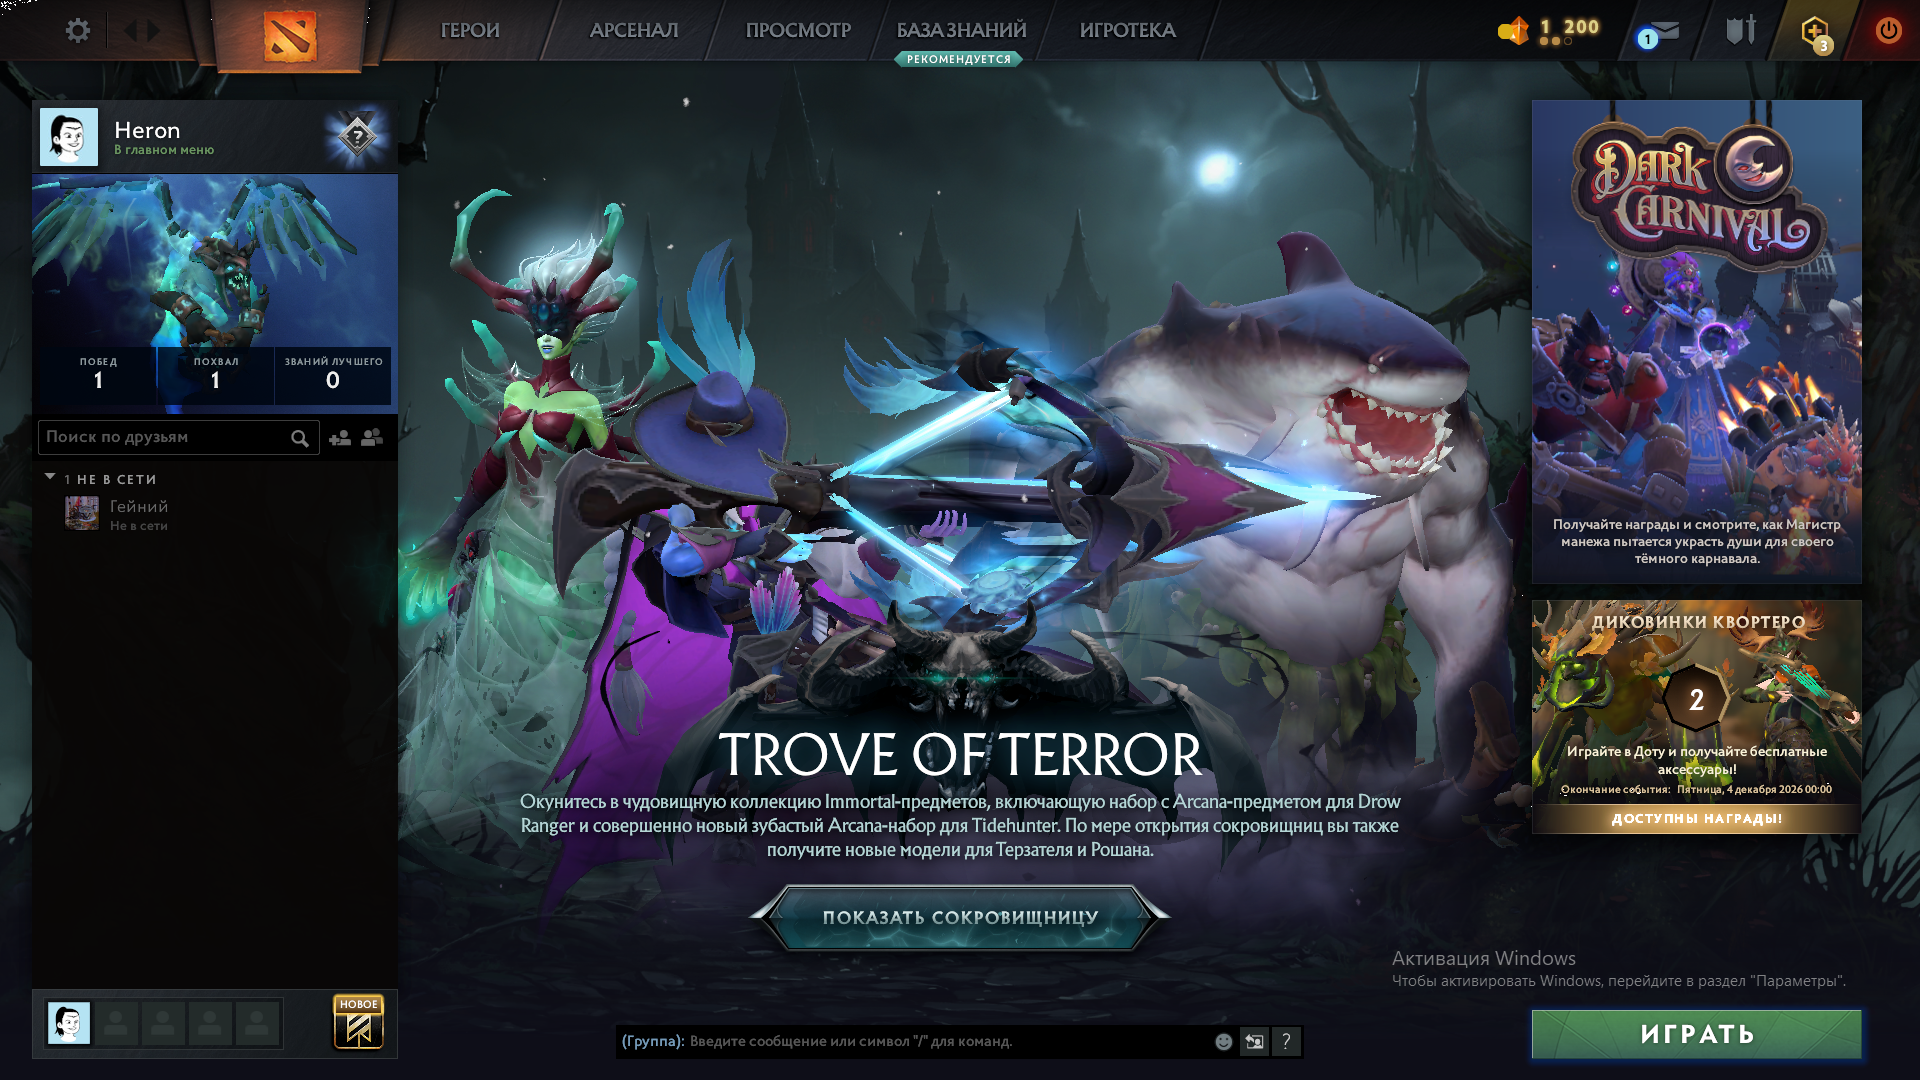 ГЕРОИ
АРСЕНАЛ
ПРОСМОТР
БАЗА ЗНАНИЙ
РЕКОМЕНДУЕТСЯ
ИГРОТЕКА
1 200
1
3
Heron
В главном меню
?
ПОБЕД
1
ПОХВАЛ
1
ЗВАНИЙ ЛУЧШЕГО
0
Поиск по друзьям
1 НЕ В СЕТИ
Гейний
Не в сети
НОВОЕ
TROVE OF TERROR
Окунитесь в чудовищную коллекцию Immortal-предметов, включающую набор с Arcana-предметом для Drow
Ranger и совершенно новый зубастый Arcana-набор для Tidehunter. По мере открытия сокровищниц вы также
получите новые модели для Терзателя и Рошана.
ПОКАЗАТЬ СОКРОВИЩНИЦУ
(Группа): Введите сообщение или символ "/" для команд.
?
DARK
CARNIVAL
Получайте награды и смотрите, как Магистр
манежа пытается украсть души для своего
тёмного карнавала.
ДИКОВИНКИ КВОРТЕРО
2
Играйте в Доту и получайте бесплатные
аксессуары!
Окончание события: Пятница, 4 декабря 2026 00:00
ДОСТУПНЫ НАГРАДЫ!
Активация Windows
Чтобы активировать Windows, перейдите в раздел "Параметры".
ИГРАТЬ